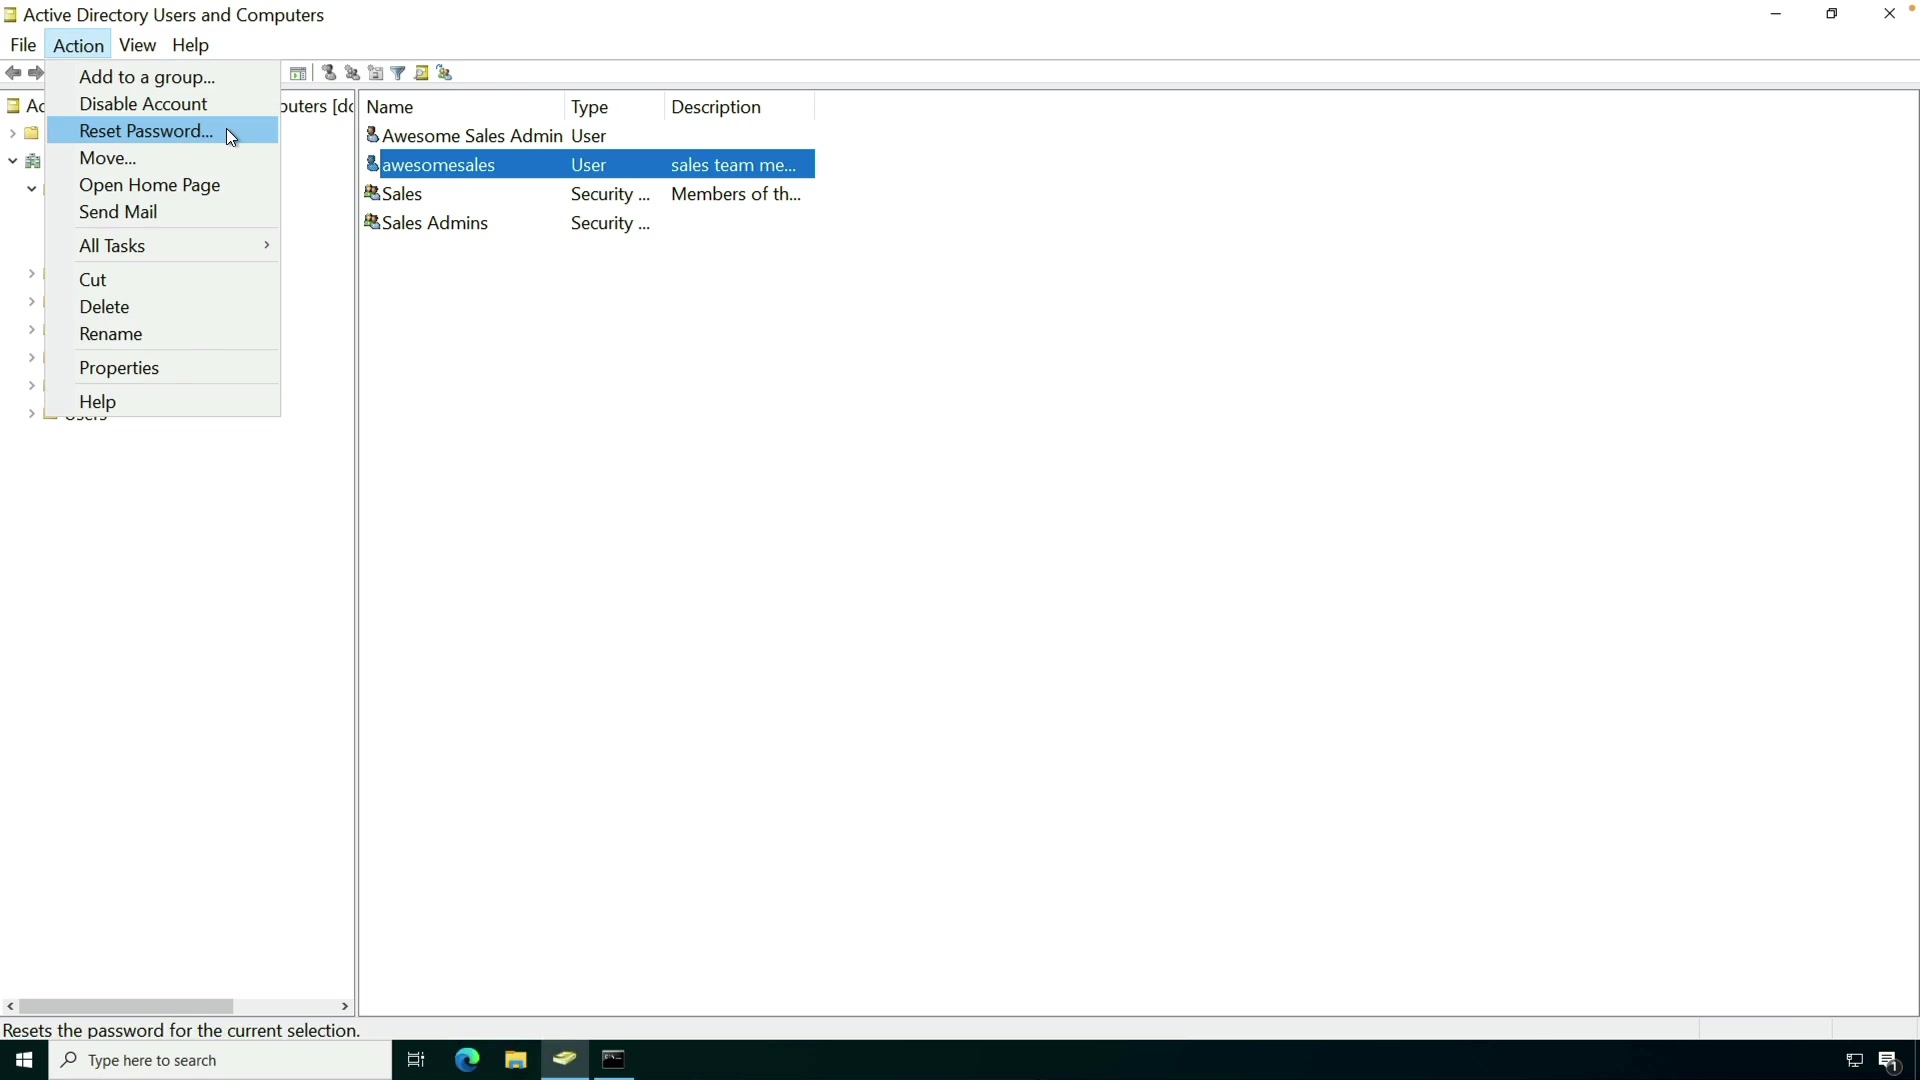 Active Directory Users and Computers
File Action View Help
Add to a group...
Disable Account
Reset Password...
Move...
Open Home Page
Send Mail
All Tasks
Cut
Delete
Rename
Properties
Help
Name Type Description
Awesome Sales Admin User
awesomesales User sales team me...
Sales Security ... Members of th...
Sales Admins Security ...
Resets the password for the current selection.
Type here to search
1